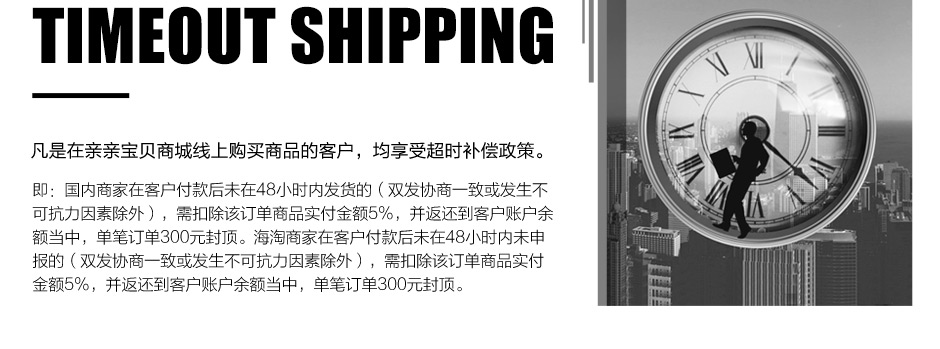 TIMEOUT SHIPPING
凡是在亲亲宝贝商城线上购买商品的客户，均享受超时补偿政策。
即：国内商家在客户付款后未在48小时内发货的（双发协商一致或发生不
可抗力因素除外），需扣除该订单商品实付金额5%，并返还到客户账户余
额当中，单笔订单300元封顶。海淘商家在客户付款后未在48小时内未申
报的（双发协商一致或发生不可抗力因素除外），需扣除该订单商品实付
金额5%，并返还到客户账户余额当中，单笔订单300元封顶。